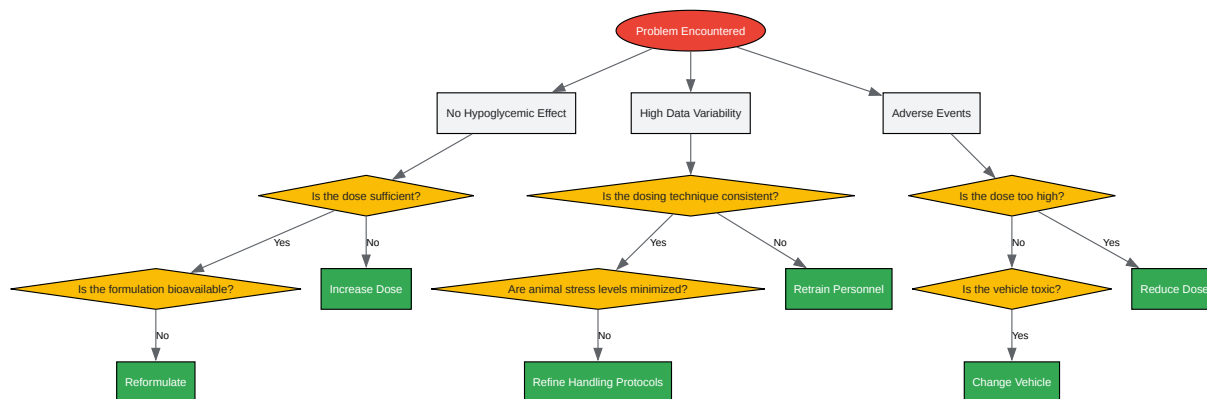 Problem Encountered
No Hypoglycemic Effect
High Data Variability
Adverse Events
Is the dose sufficient?
Is the dosing technique consistent?
Is the dose too high?
Yes
No
Yes
No
No
Yes
Is the formulation bioavailable?
Increase Dose
Are animal stress levels minimized?
Retrain Personnel
Is the vehicle toxic?
Reduce Dose
No
No
Yes
Reformulate
Refine Handling Protocols
Change Vehicle